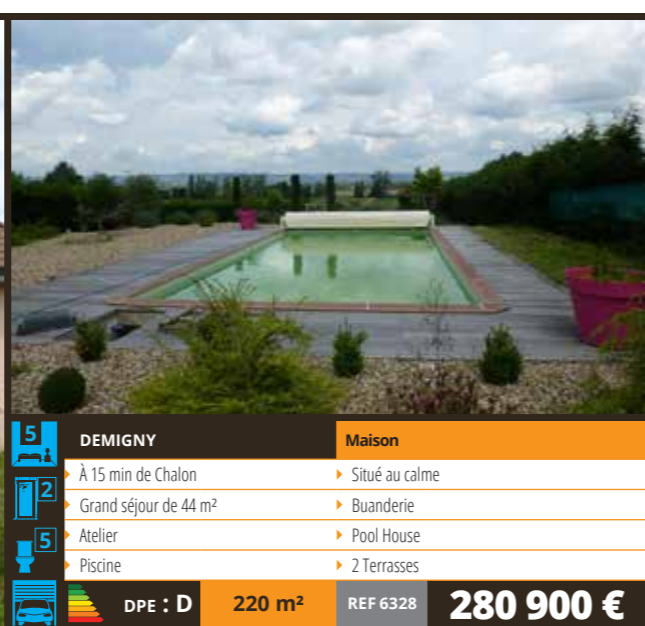 5
DEMIGNY
Maison
À 15 min de Chalon
Situé au calme
2
Grand séjour de 44 m²
Buanderie
5
Atelier
Pool House
Piscine
2 Terrasses
DPE : D
220 m²
REF 6328
280 900 €